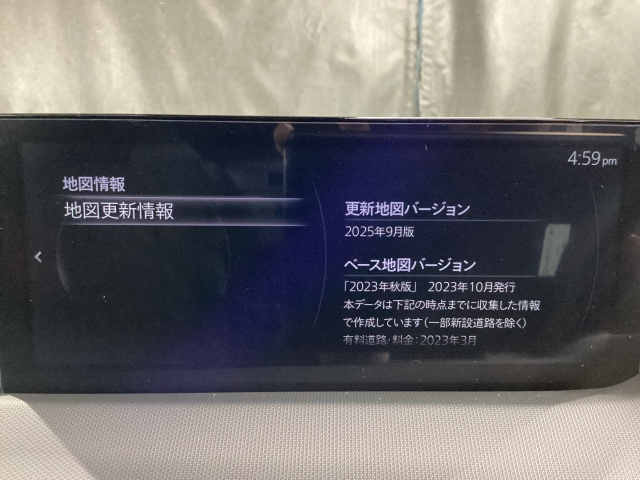 4:59pm
地図情報
地図更新情報
更新地図バージョン
2025年9月版
ベース地図バージョン
「2023年秋版」 2023年10月発行
本データは下記の時点までに収集した情報
で作成しています(一部新設道路を除く)
有料道路・料金:2023年3月